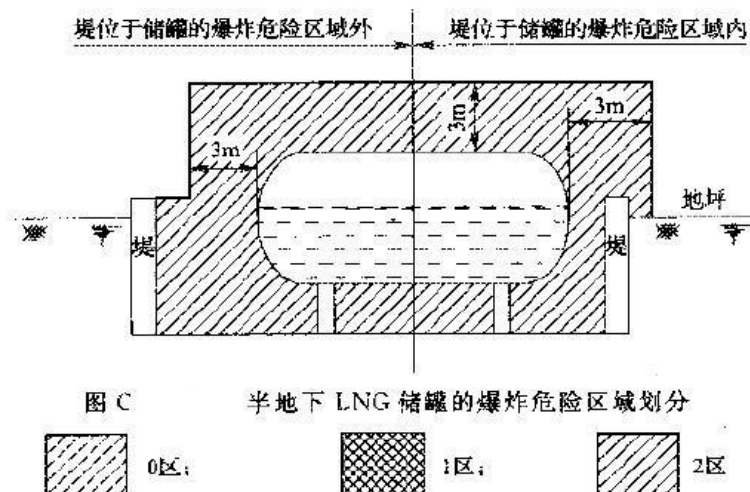 堤位于储罐的爆炸危险区域外
堤位于储罐的爆炸危险区域内
3m
3m
3m
地坪
堤
堤
图 C 半地下 LNG 储罐的爆炸危险区域划分
0区; 1区; 2区